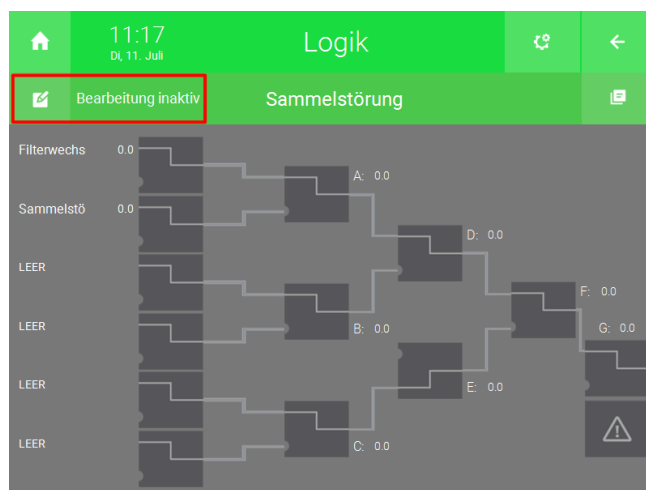 11:17
Di, 11. Juli
Logik
Bearbeitung inaktiv
Sammelstörung
Filterwechs 0.0
A: 0.0
Sammelstö 0.0
D: 0.0
LEER
F: 0.0
LEER
B: 0.0
G: 0.0
LEER
E: 0.0
LEER
C: 0.0